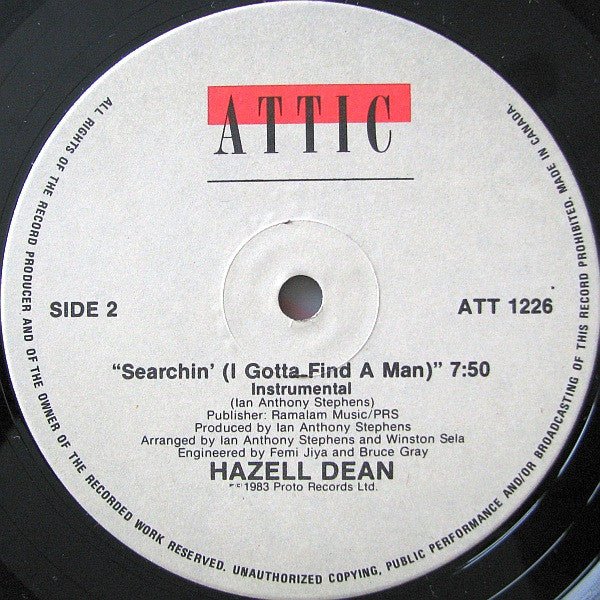 ATTIC
SIDE 2
ATT 1226
“Searchin’ (I Gotta Find A Man)” 7:50
Instrumental
(Ian Anthony Stephens)
Publisher: Ramalam Music/PRS
Produced by Ian Anthony Stephens
Arranged by Ian Anthony Stephens and Winston Sela
Engineered by Femi Jiya and Bruce Gray
HAZELL DEAN
℗©1983 Proto Records Ltd.
ALL RIGHTS OF THE RECORD PRODUCER AND OF THE OWNER OF THE RECORDED WORK RESERVED. UNAUTHORIZED COPYING, PUBLIC PERFORMANCE AND/OR BROADCASTING OF THIS RECORD PROHIBITED. MADE IN CANADA.